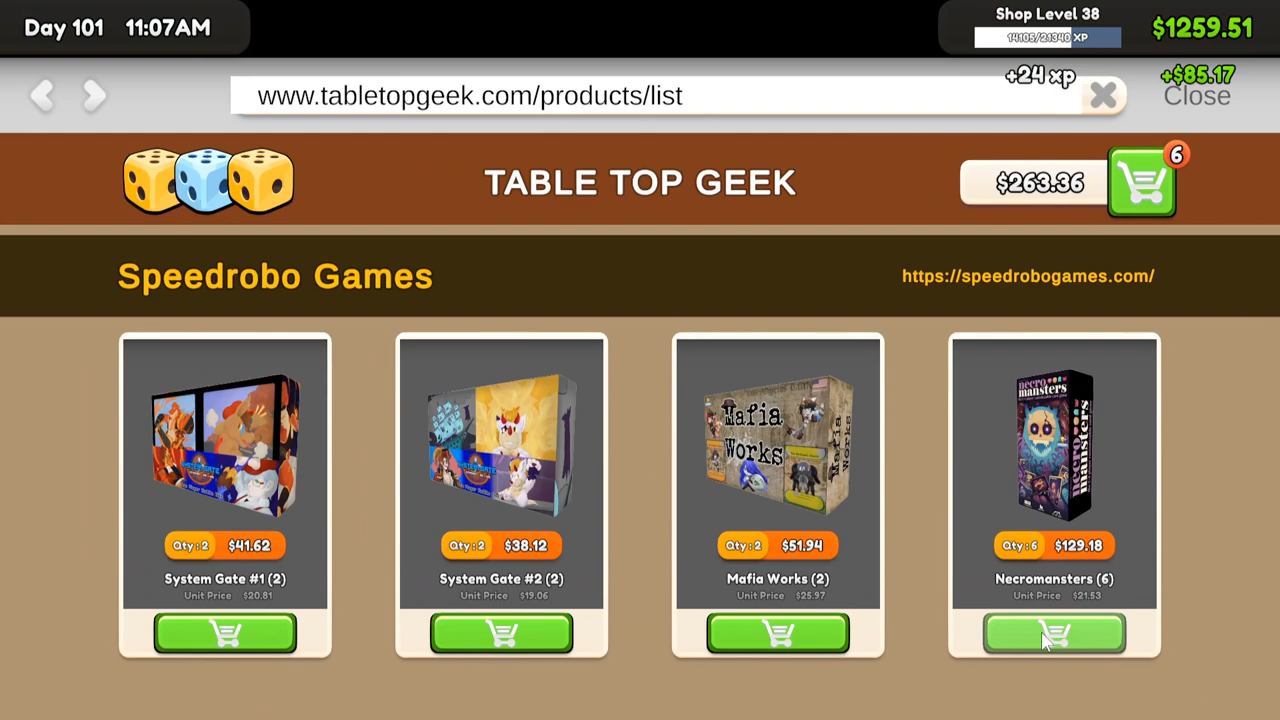 Day 101 11:07AM
Shop Level 38
14105/21340 XP
$1259.51
+24 xp
+$85.17
www.tabletopgeek.com/products/list
Close
TABLE TOP GEEK
$263.36
6
Speedrobo Games
https://speedrobogames.com/
Mafia Works
Mafia Works
necro mansters
necromansters
Qty:2 $41.62
Qty:2 $38.12
Qty:2 $51.94
Qty:6 $129.18
System Gate #1 (2)
System Gate #2 (2)
Mafia Works (2)
Necromansters (6)
Unit Price $20.81
Unit Price $19.06
Unit Price $25.97
Unit Price $21.53